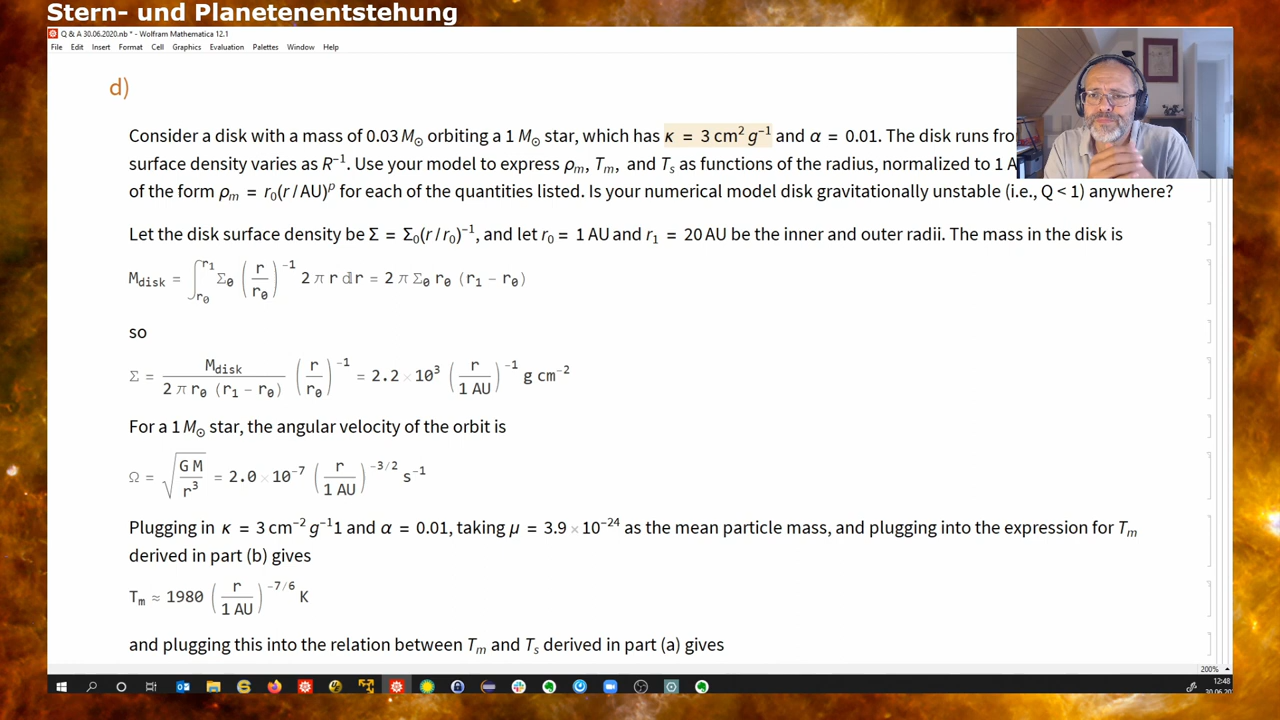 Stern- und Planetenentstehung
Q & A 30.06.2020.nb * - Wolfram Mathematica 12.1
File Edit Insert Format Cell Graphics Evaluation Palettes Window Help
d)
Consider a disk with a mass of 0.03 M☉ orbiting a 1 M☉ star, which has κ = 3 cm² g⁻¹ and α = 0.01. The disk runs
surface density varies as R⁻¹. Use your model to express ρₘ, Tₘ, and Tₛ as functions of the radius, normalized to 1
of the form ρₘ = r₀(r/AU)ᵖ for each of the quantities listed. Is your numerical model disk gravitationally unstable (i.e., Q < 1) anywhere?
Let the disk surface density be Σ = Σ₀(r/r₀)⁻¹, and let r₀ = 1 AU and r₁ = 20 AU be the inner and outer radii. The mass in the disk is
M_disk = ∫_{r₀}^{r₁} Σ₀ (r/r₀)⁻¹ 2 π r ⅆr = 2 π Σ₀ r₀ (r₁ - r₀)
so
Σ = M_disk / (2 π r₀ (r₁ - r₀)) (r/r₀)⁻¹ = 2.2 × 10³ (r/1 AU)⁻¹ g cm⁻²
For a 1 M☉ star, the angular velocity of the orbit is
Ω = √(G M / r³) = 2.0 × 10⁻⁷ (r/1 AU)^{-3/2} s⁻¹
Plugging in κ = 3 cm⁻² g⁻¹1 and α = 0.01, taking μ = 3.9 × 10⁻²⁴ as the mean particle mass, and plugging into the expression for Tₘ
derived in part (b) gives
Tₘ ≈ 1980 (r/1 AU)^{-7/6} K
and plugging this into the relation between Tₘ and Tₛ derived in part (a) gives
200%
12:48
30.06.20